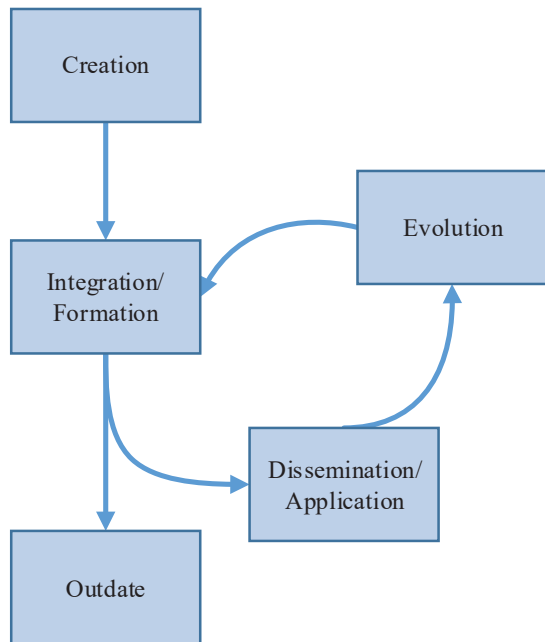 Creation
Evolution
Integration/
Formation
Dissemination/
Application
Outdate